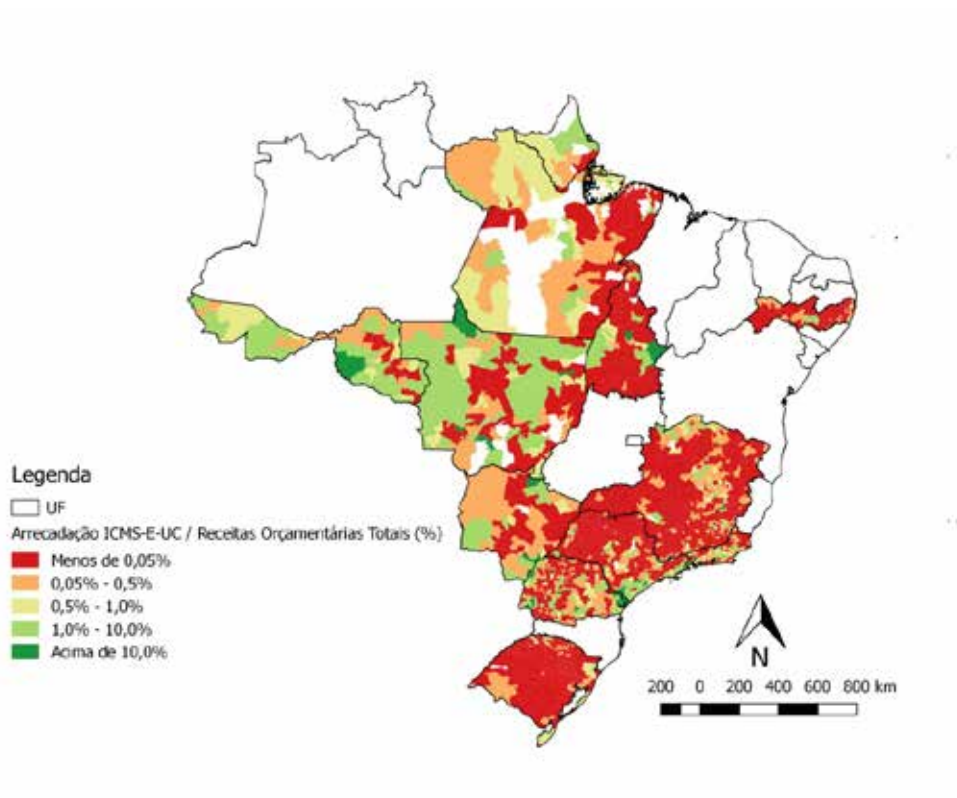 Legenda
UF
Arrecadação ICMS-E-UC / Receitas Orçamentárias Totais (%)
Menos de 0,05%
0,05% - 0,5%
0,5% - 1,0%
1,0% - 10,0%
Acima de 10,0%
N
200 0 200 400 600 800 km